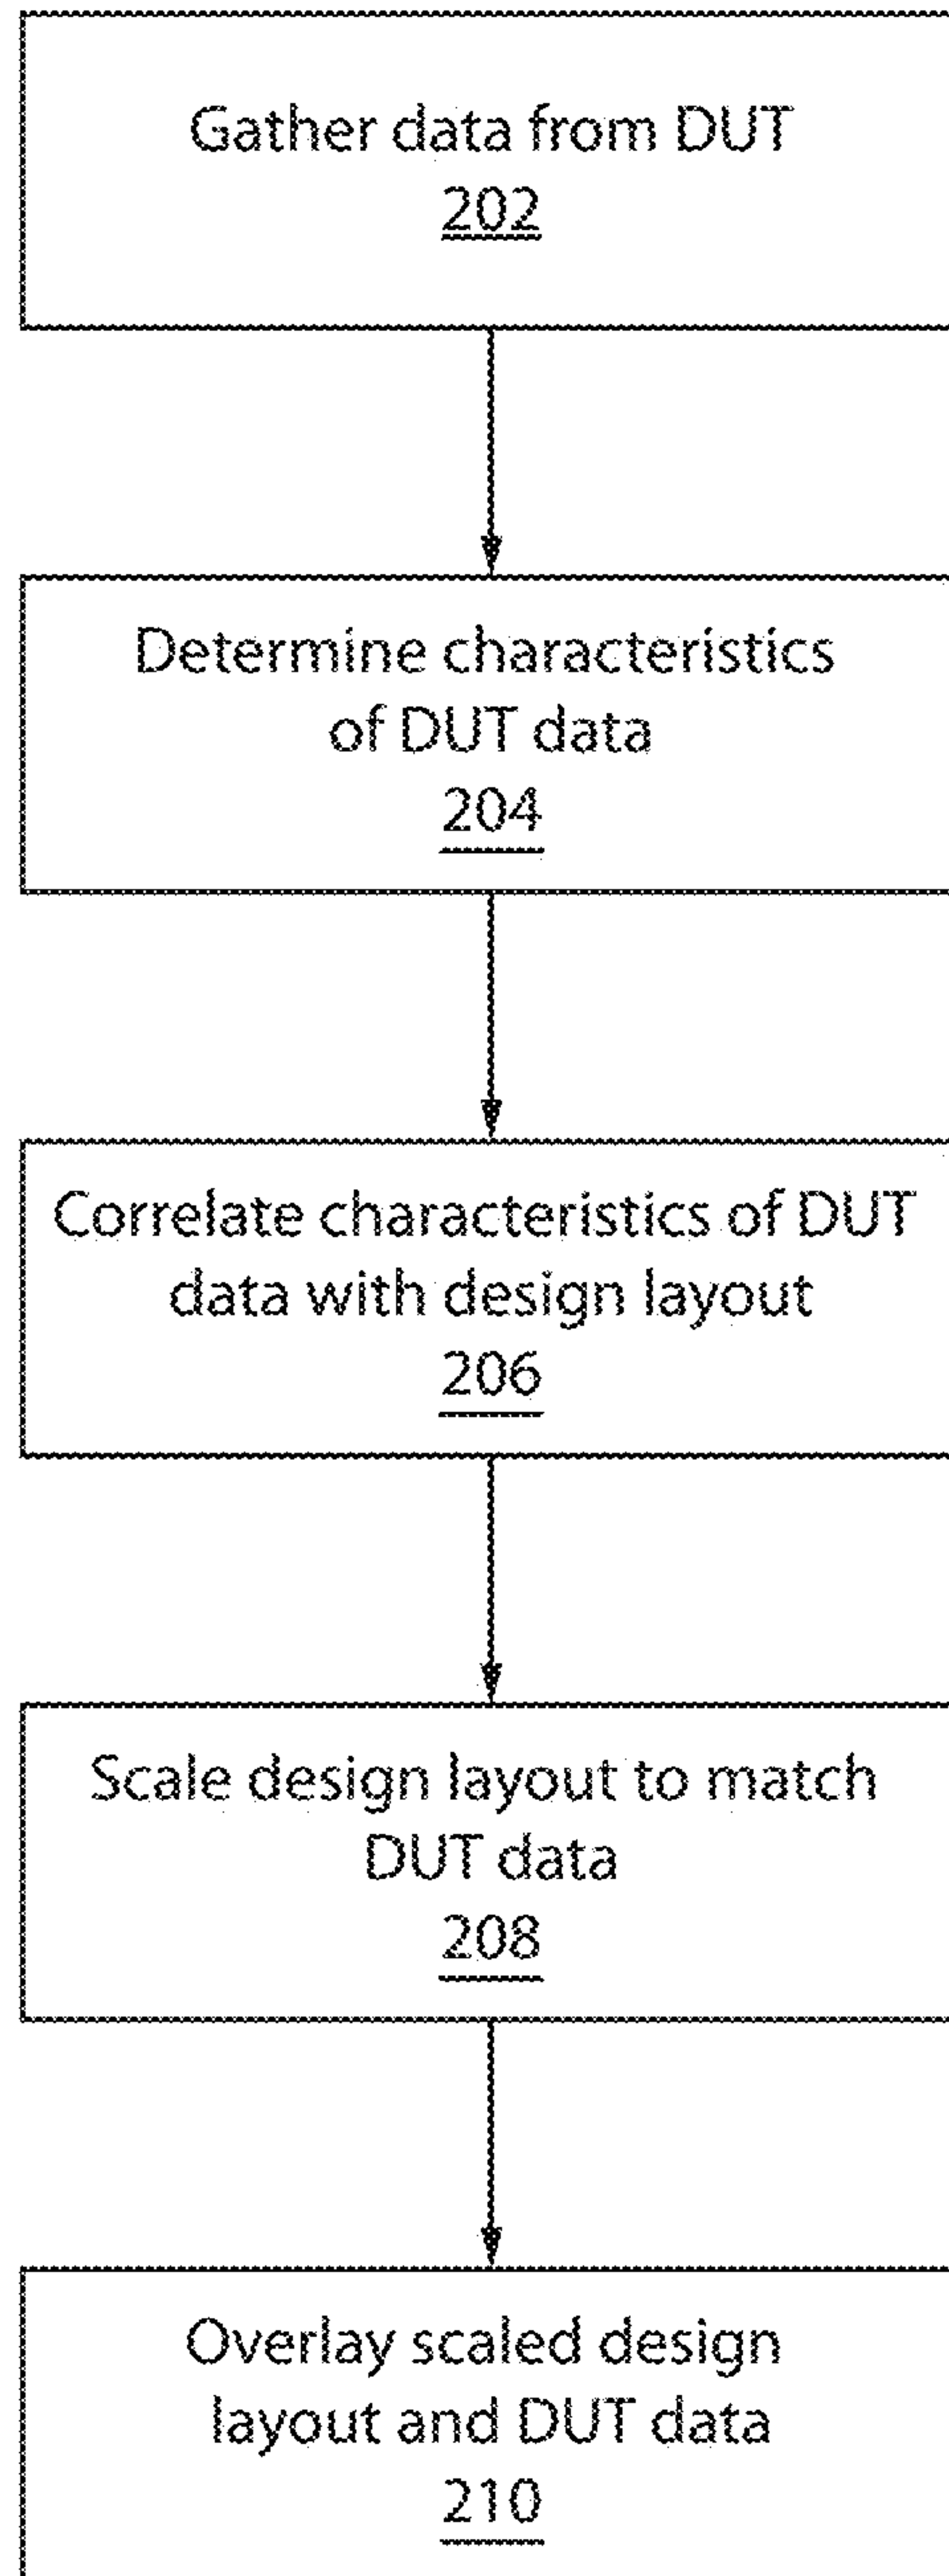 Gather data from DUT
202
Determine characteristics
of DUT data
204
Correlate characteristics of DUT
data with design layout
206
Scale design layout to match
DUT data
208
Overlay scaled design
layout and DUT data
210